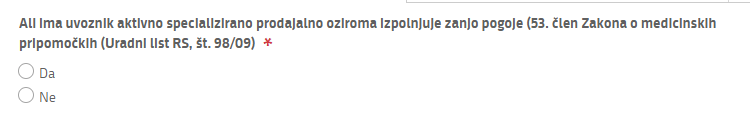 Ali ima uvoznik aktivno specializirano prodajalno oziroma izpolnjuje zanjo pogoje (53. člen Zakona o medicinskih
pripomočkih (Uradni list RS, št. 98/09) *
Da
Ne